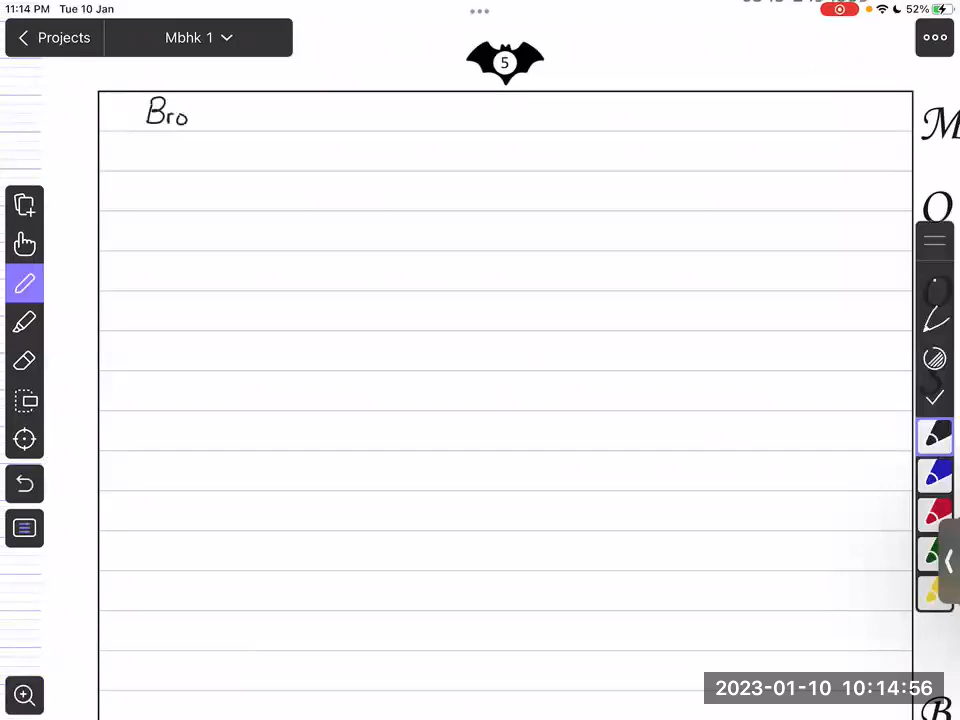 11:14 PM Tue 10 Jan
52%
Projects
Mbhk 1
5
Bro
M
O
B
2023-01-10 10:14:56